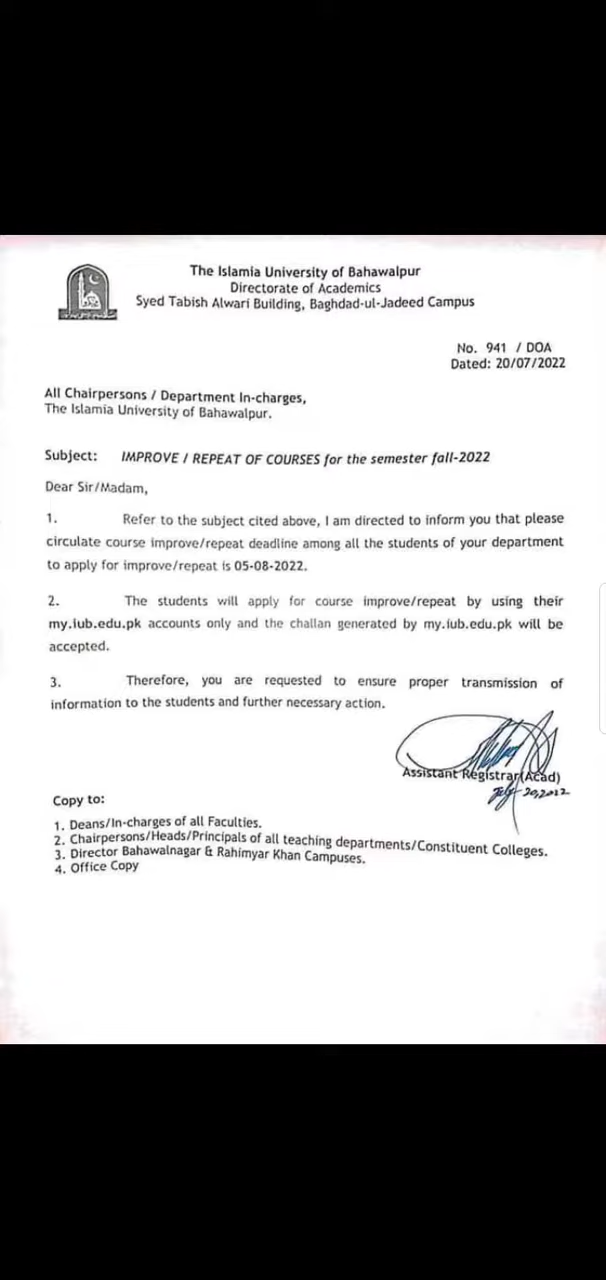 The Islamia University of Bahawalpur
Directorate of Academics
Syed Tabish Alwari Building, Baghdad-ul-Jadeed Campus
No. 941 / DOA
Dated: 20/07/2022
All Chairpersons / Department In-charges,
The Islamia University of Bahawalpur.
Subject: IMPROVE / REPEAT OF COURSES for the semester fall-2022
Dear Sir/Madam,
1. Refer to the subject cited above, I am directed to inform you that please
circulate course improve/repeat deadline among all the students of your department
to apply for improve/repeat is 05-08-2022.
2. The students will apply for course improve/repeat by using their
my.iub.edu.pk accounts only and the challan generated by my.iub.edu.pk will be
accepted.
3. Therefore, you are requested to ensure proper transmission of
information to the students and further necessary action.
Assistant Registrar(Acad)
July 20,2022
Copy to:
1. Deans/In-charges of all Faculties.
2. Chairpersons/Heads/Principals of all teaching departments/Constituent Colleges.
3. Director Bahawalnagar & Rahimyar Khan Campuses.
4. Office Copy